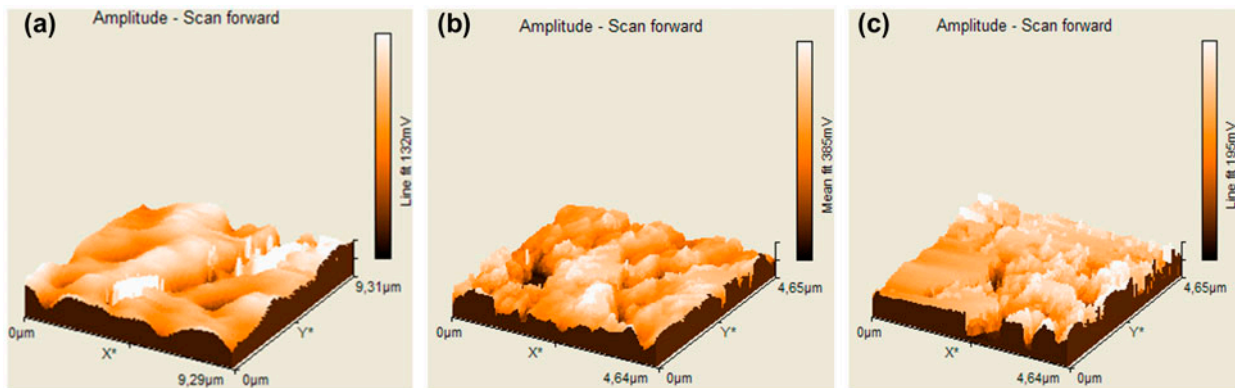 (a)
Amplitude - Scan forward
Line fit 132mV
0µm
X*
9,29µm
0µm
Y*
9,31µm
(b)
Amplitude - Scan forward
Mean fit 385mV
0µm
X*
4,64µm
0µm
Y*
4,65µm
(c)
Amplitude - Scan forward
Line fit 195mV
0µm
X*
4,64µm
0µm
Y*
4,65µm